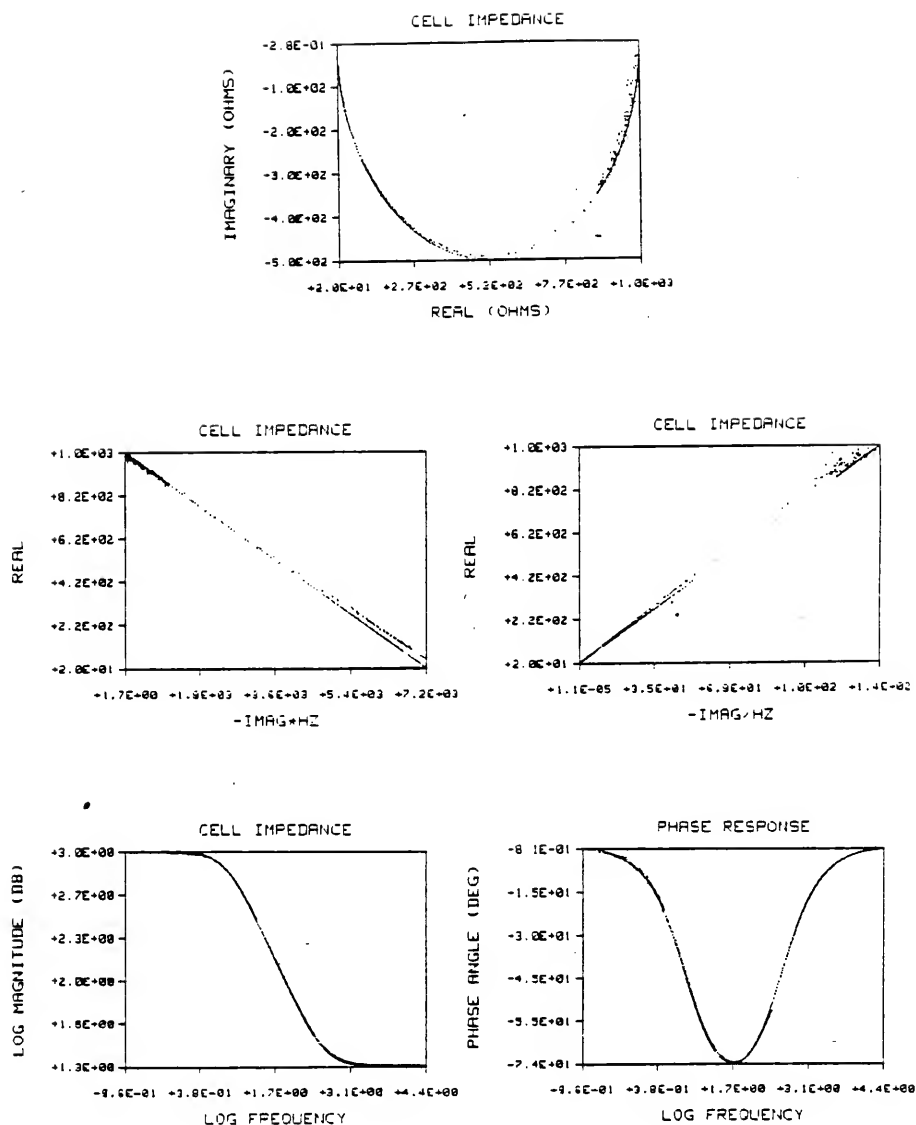 CELL IMPEDANCE
IMAGINARY (OHMS)
-2.8E-01
-1.0E+02
-2.0E+02
-3.0E+02
-4.0E+02
-5.0E+02
+2.0E+01 +2.7E+02 +5.2E+02 +7.7E+02 +1.0E+03
REAL (OHMS)
CELL IMPEDANCE
REAL
+1.0E+03
+8.2E+02
+6.2E+02
+4.2E+02
+2.2E+02
+2.0E+01
+1.7E+00 +1.8E+03 +3.6E+03 +5.4E+03 +7.2E+03
-IMAG*HZ
CELL IMPEDANCE
REAL
+1.0E+03
+8.2E+02
+6.2E+02
+4.2E+02
+2.2E+02
+2.0E+01
+1.1E-05 +3.5E+01 +6.9E+01 +1.0E+02 +1.4E+02
-IMAG/HZ
CELL IMPEDANCE
LOG MAGNITUDE (DB)
+3.0E+00
+2.7E+00
+2.3E+00
+2.0E+00
+1.6E+00
+1.3E+00
-9.6E-01 +3.8E-01 +1.7E+00 +3.1E+00 +4.4E+00
LOG FREQUENCY
PHASE RESPONSE
PHASE ANGLE (DEG)
-8.1E-01
-1.5E+01
-3.0E+01
-4.5E+01
-5.9E+01
-7.4E+01
-9.6E-01 +3.8E-01 +1.7E+00 +3.1E+00 +4.4E+00
LOG FREQUENCY